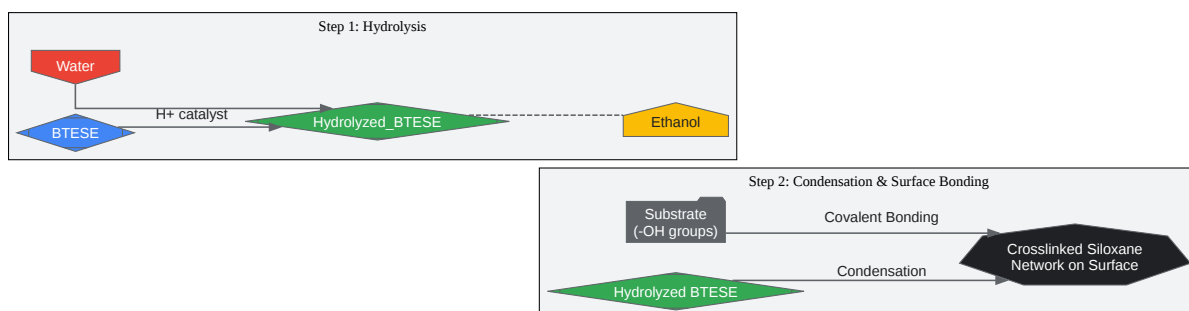 Step 1: Hydrolysis
Water
H+ catalyst
BTESE
Hydrolyzed_BTESE
Ethanol
Step 2: Condensation & Surface Bonding
Substrate
(-OH groups)
Covalent Bonding
Crosslinked Siloxane
Network on Surface
Condensation
Hydrolyzed BTESE